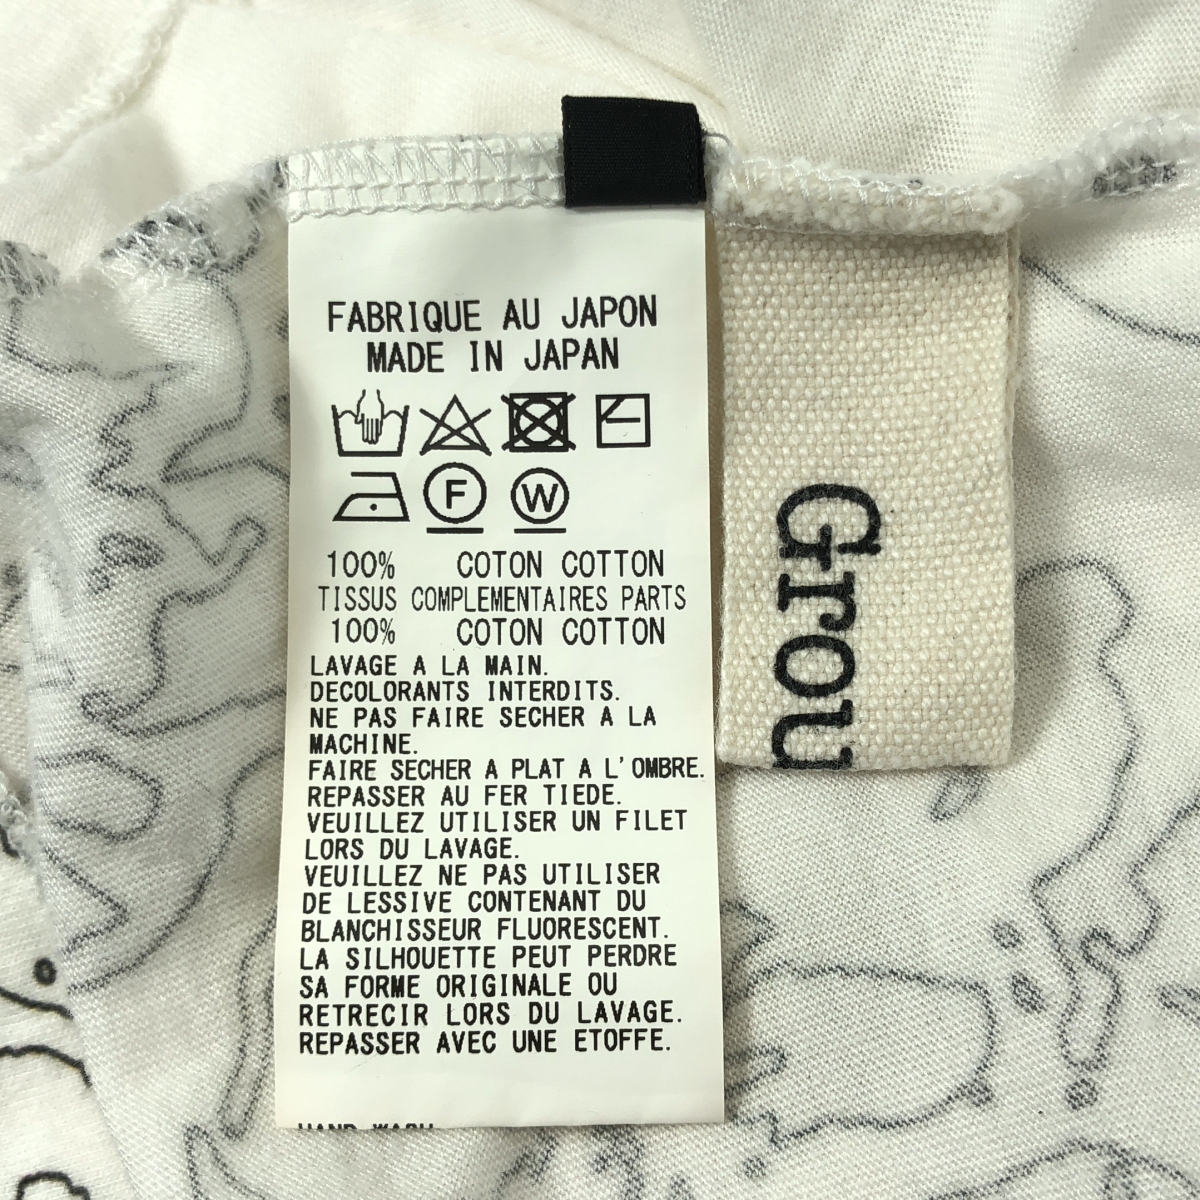 FABRIQUE AU JAPON
MADE IN JAPAN
F
W
100% COTON COTTON
TISSUS COMPLEMENTAIRES PARTS
100% COTON COTTON
LAVAGE A LA MAIN.
DECOLORANTS INTERDITS.
NE PAS FAIRE SECHER A LA
MACHINE.
FAIRE SECHER A PLAT A L'OMBRE.
REPASSER AU FER TIEDE.
VEUILLEZ UTILISER UN FILET
LORS DU LAVAGE.
VEUILLEZ NE PAS UTILISER
DE LESSIVE CONTENANT DU
BLANCHISSEUR FLUORESCENT.
LA SILHOUETTE PEUT PERDRE
SA FORME ORIGINALE OU
RETRECIR LORS DU LAVAGE.
REPASSER AVEC UNE ETOFFE.
HAND WASH
Grou